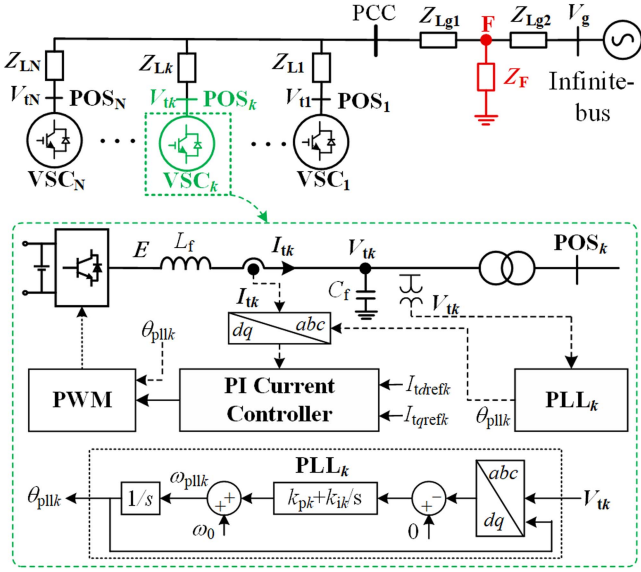 PCC Z_Lg1 F Z_Lg2 V_g
Z_LN Z_Lk Z_L1 Z_F Infinite-
bus
V_tN POS_N V_tk POS_k V_t1 POS_1
... ...
VSC_N VSC_k VSC_1
E L_f I_tk V_tk POS_k
I_tk C_f V_tk
θ_pllk dq abc
PWM PI Current
Controller I_tdrefk
I_tqrefk θ_pllk PLL_k
PLL_k
θ_pllk 1/s ω_pllk + + k_pk+k_ik/s + − abc
dq V_tk
ω_0 0